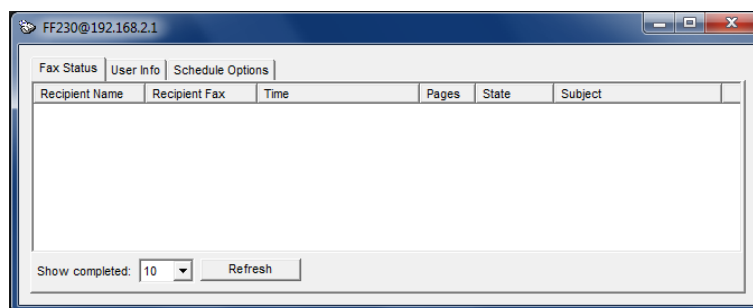 FF230@192.168.2.1
Fax Status User Info Schedule Options
Recipient Name Recipient Fax Time Pages State Subject
Show completed: 10 Refresh